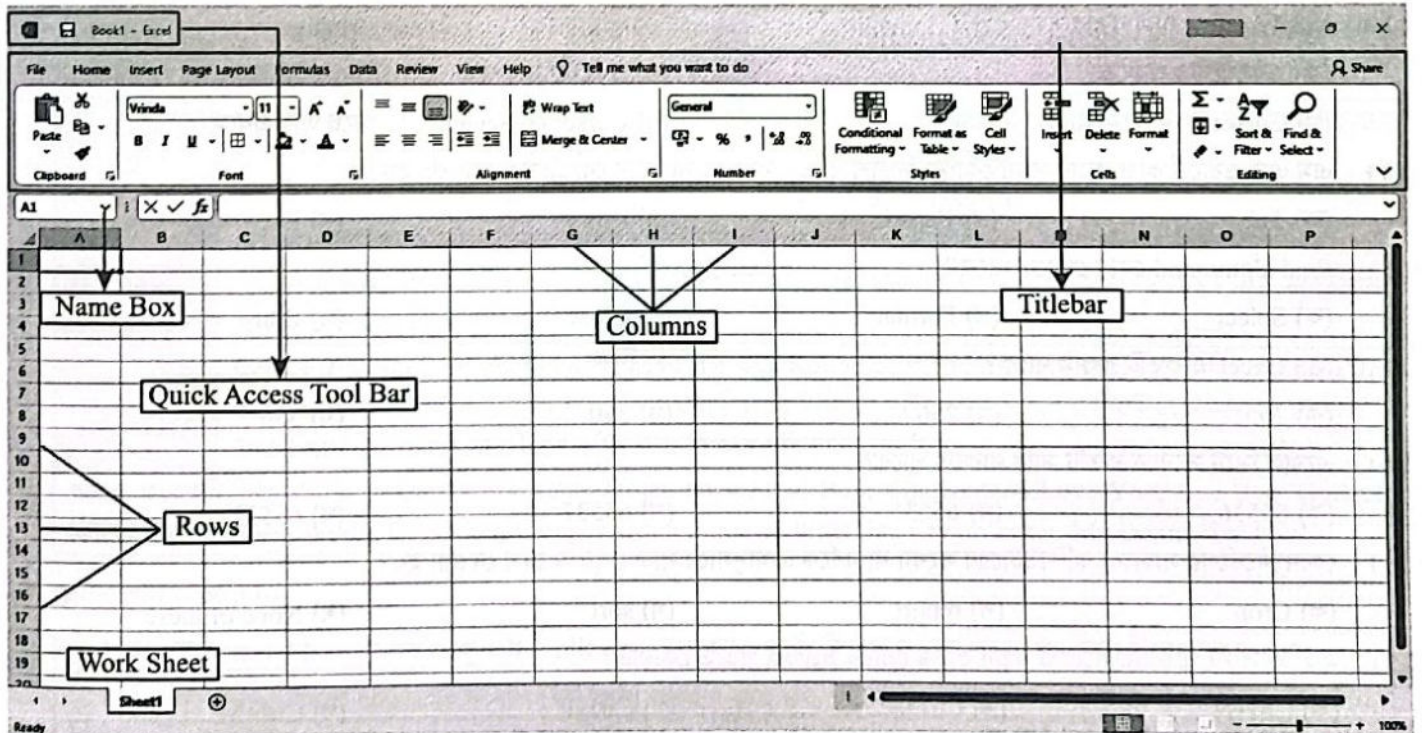 Book1 - Excel
File Home Insert Page Layout ormulas Data Review View Help Tell me what you want to do Share
Paste
Vrinda 11 A A Wrap Text General
B I U A Merge & Center % , .00
Conditional Formatting Format as Table Cell Styles Insert Delete Format Sort & Filter Find & Select
Clipboard Font Alignment Number Styles Cells Editing
A1 fx
A B C D E F G H I J K L N O P
1
2
3 Name Box Titlebar
4 Columns
5
6
7 Quick Access Tool Bar
8
9
10
11
12
13 Rows
14
15
16
17
18
19 Work Sheet
20
Sheet1
Ready 100%